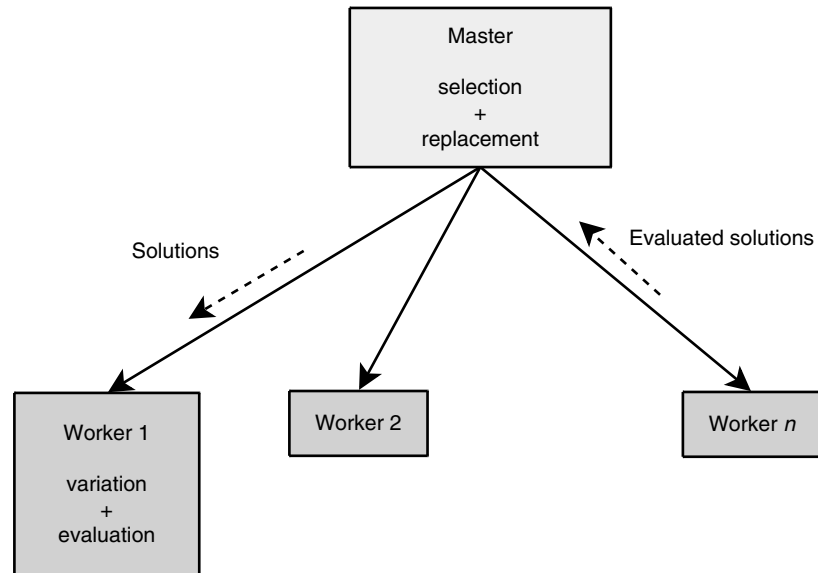 Master
selection
+
replacement
Solutions
Evaluated solutions
Worker 1
variation
+
evaluation
Worker 2
Worker n